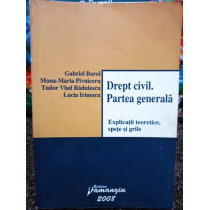 Gabriel Boroi
Mona-Maria Pivniceru
Tudor Vlad Rădulescu
Lucia Irinescu
Drept civil.
Partea generală
Explicaţii teoretice,
speţe şi grile
Editura
Hamangiu
2008